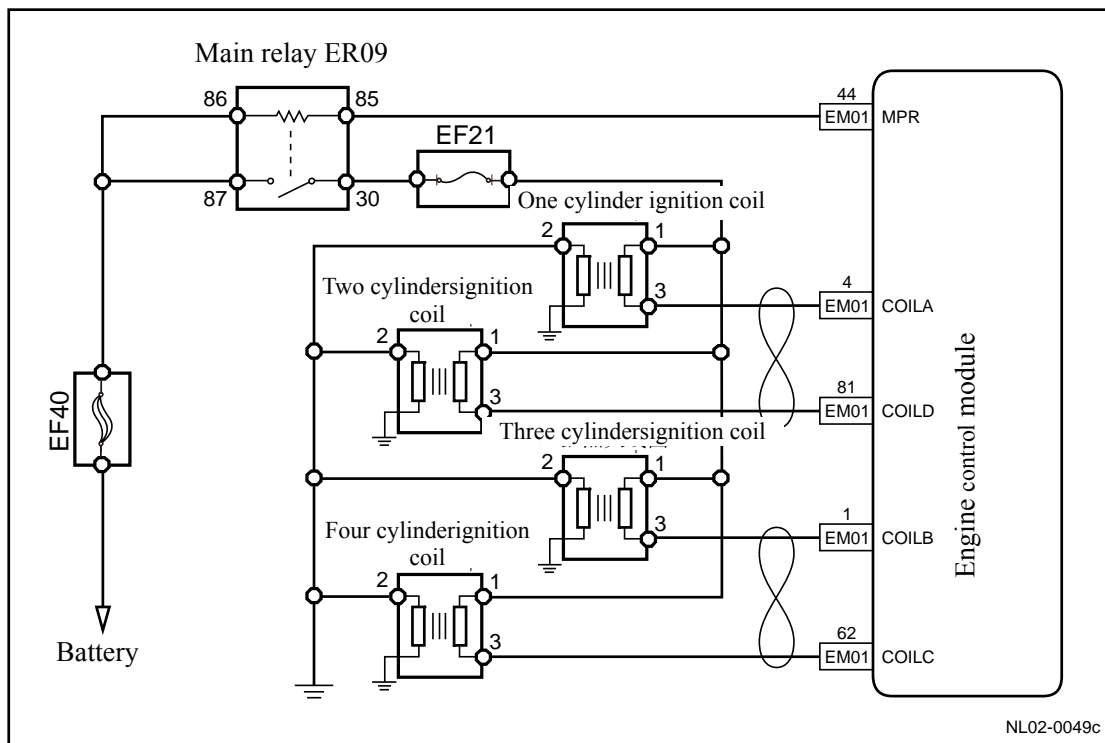 Main relay ER09
86
85
87
30
EF21
44
EM01
MPR
One cylinder ignition coil
2
1
3
4
EM01
COILA
Two cylindersignition
coil
2
1
3
81
EM01
COILD
Three cylindersignition coil
2
1
3
1
EM01
COILB
Four cylinderignition
coil
2
1
3
62
EM01
COILC
EF40
Battery
Engine control module
NL02-0049c